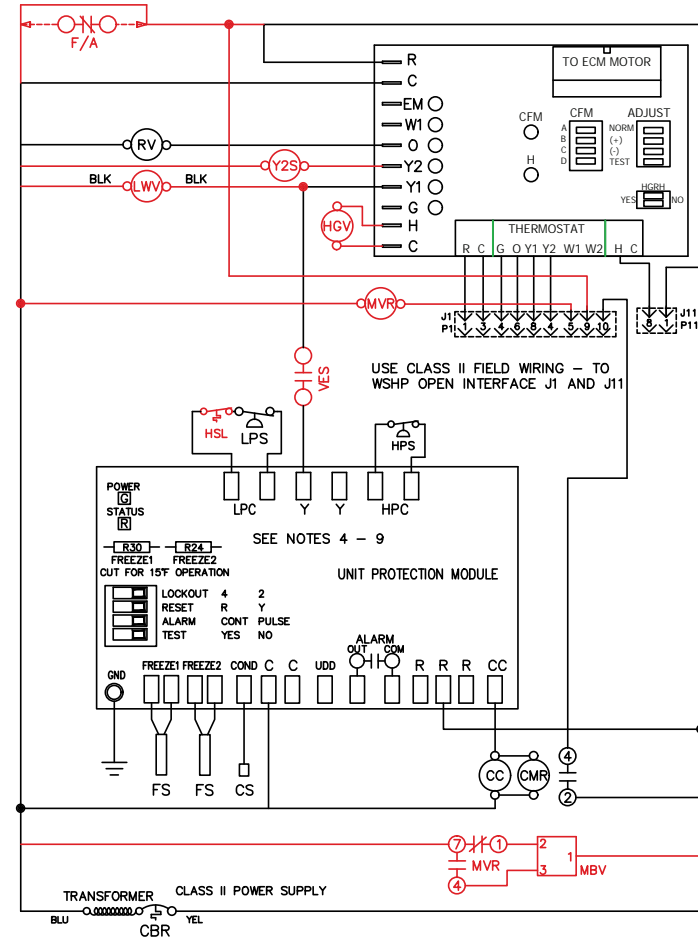 F/A
R
C
EM
W1
O
Y2
Y1
G
H
C
TO ECM MOTOR
CFM
H
CFM
A
B
C
D
ADJUST
NORM
(+)
(-)
TEST
HGRH
YES
NO
RV
Y2S
BLK
LWV
BLK
HGV
THERMOSTAT
R C G O Y1 Y2 W1 W2 H C
MVR
J1
P1
1 3 4 6 8 4 5 9 10
8 1
J11
P11
USE CLASS II FIELD WIRING – TO
WSHP OPEN INTERFACE J1 AND J11
VES
HSL
LPS
HPS
POWER
G
STATUS
R
LPC
Y
Y
HPC
SEE NOTES 4 – 9
R30
R24
FREEZE1
FREEZE2
CUT FOR 15°F OPERATION
UNIT PROTECTION MODULE
LOCKOUT 4 2
RESET R Y
ALARM CONT PULSE
TEST YES NO
ALARM
OUT
COM
GND
FREEZE1 FREEZE2 COND C C UDD R R R CC
FS
FS
CS
CC
CMR
4
2
7
1
MVR
4
2
1
3
MBV
TRANSFORMER
CLASS II POWER SUPPLY
BLU
CBR
YEL